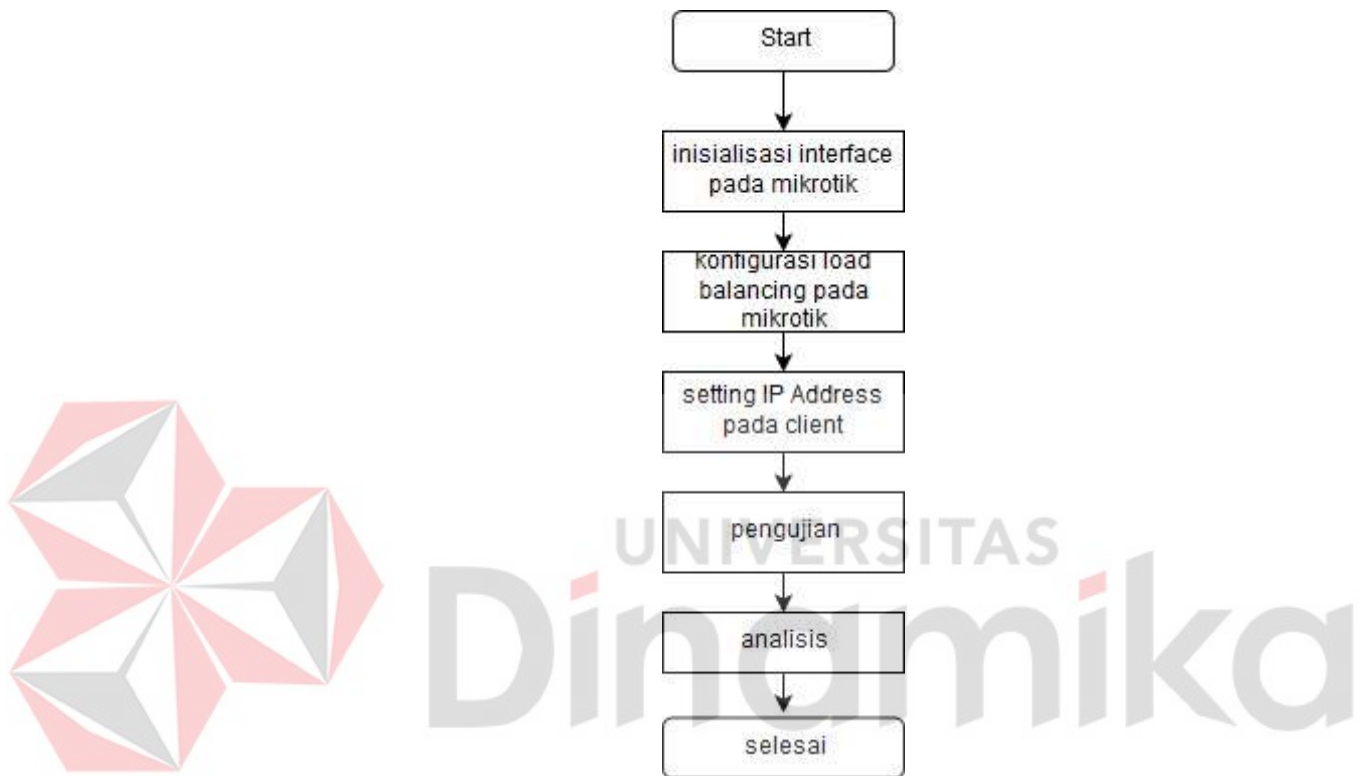 Start
inisialisasi interface
pada mikrotik
konfigurasi load
balancing pada
mikrotik
setting IP Address
pada client
pengujian
UNIVERSITAS
Dinamika
analisis
selesai